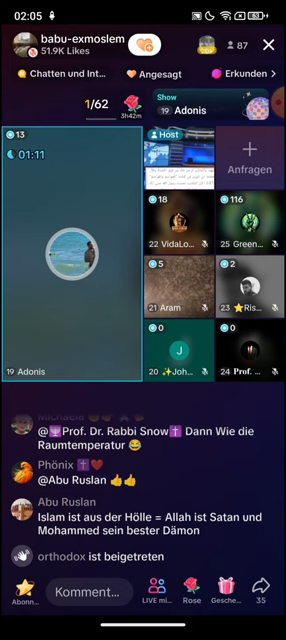 02:05
63
babu-exmoslem
51.9K Likes
87
Chatten und Int...
Angesagt
Erkunden
1/62
3h42m
Show
19 Adonis
13
01:11
Host
Anfragen
18
22 VidaLo...
116
25 Green...
5
21 Aram
2
23 ⭐Ris...
0
20 ✨Joh...
J
0
24 Prof. ...
19 Adonis
Michaela
@🕎Prof. Dr. Rabbi Snow✝️ Dann Wie die
Raumtemperatur 😂
Phönix ✝️❤️
@Abu Ruslan 👍👍
Abu Ruslan
Islam ist aus der Hölle = Allah ist Satan und
Mohammed sein bester Dämon
orthodox ist beigetreten
Abonn...
Komment...
LIVE mi...
Rose
Gesche...
35